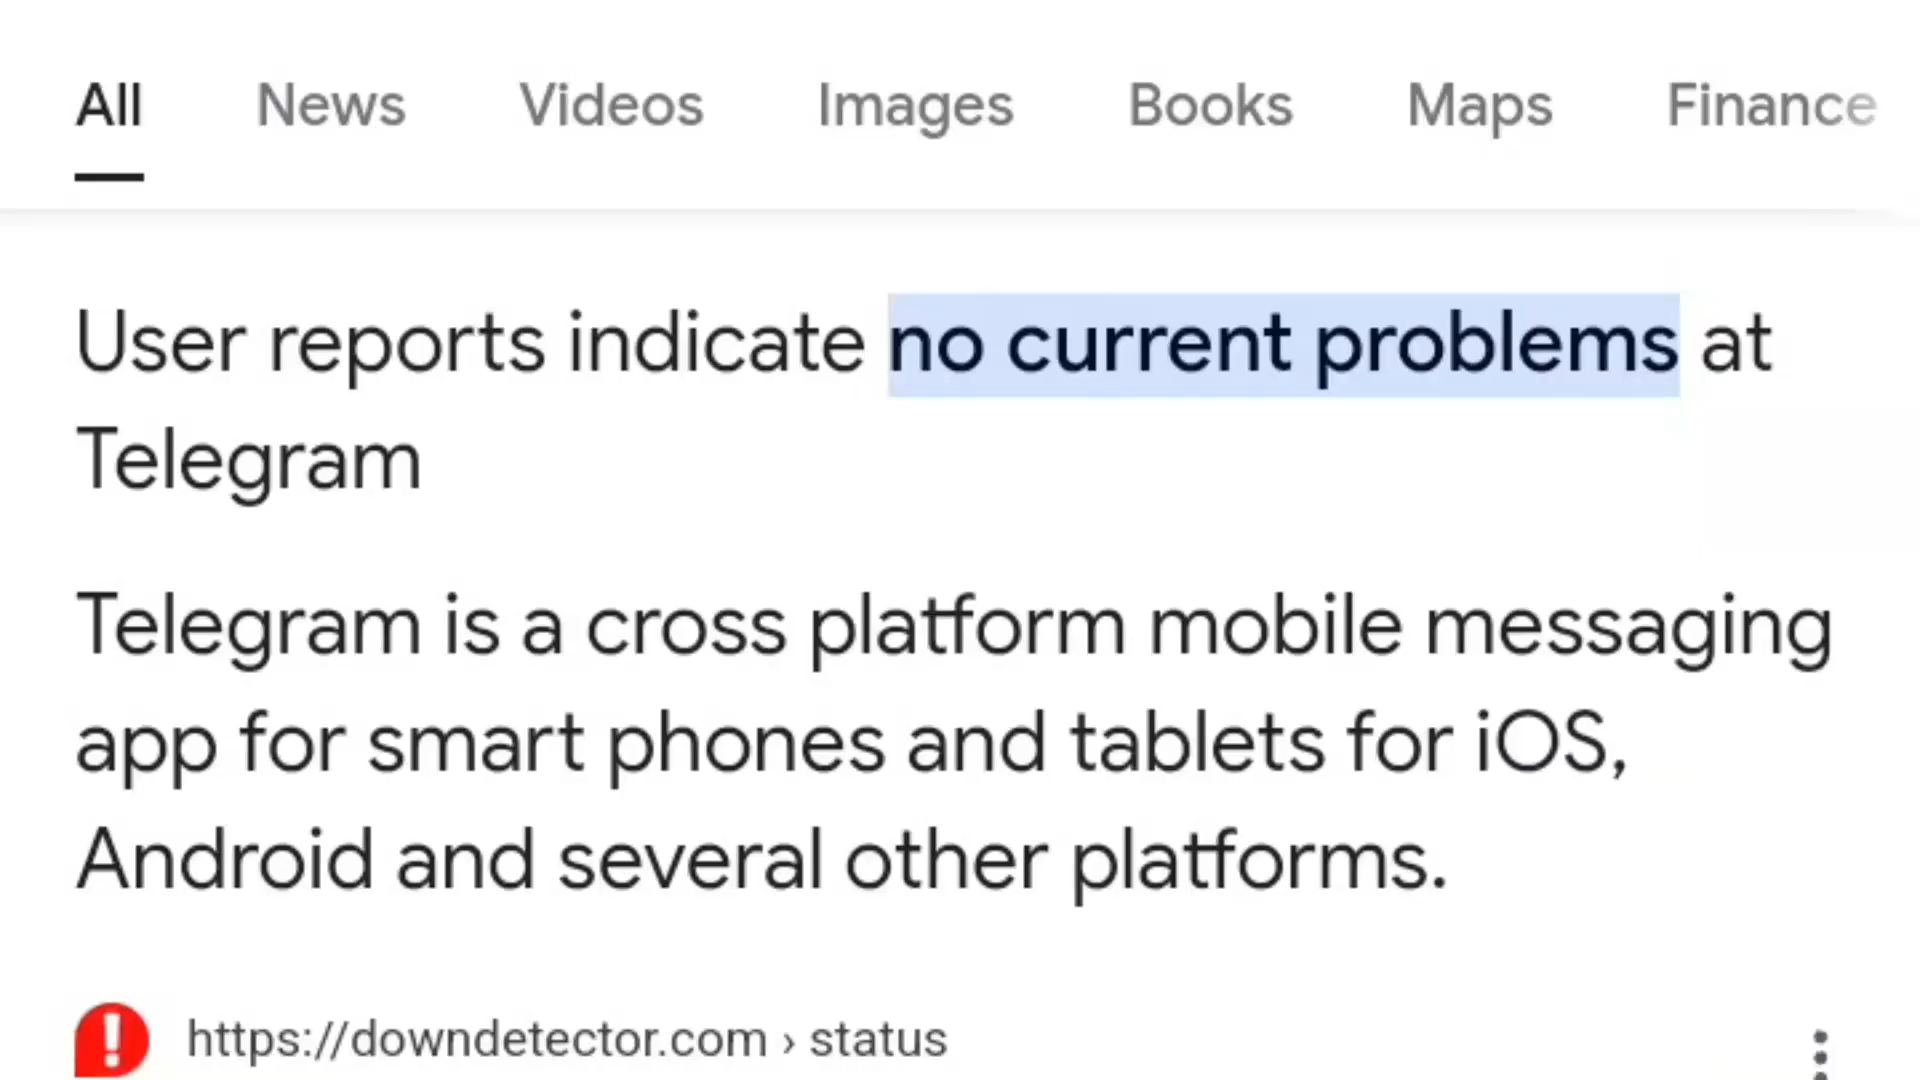 All News Videos Images Books Maps Finance
User reports indicate no current problems at
Telegram
Telegram is a cross platform mobile messaging
app for smart phones and tablets for iOS,
Android and several other platforms.
https://downdetector.com › status